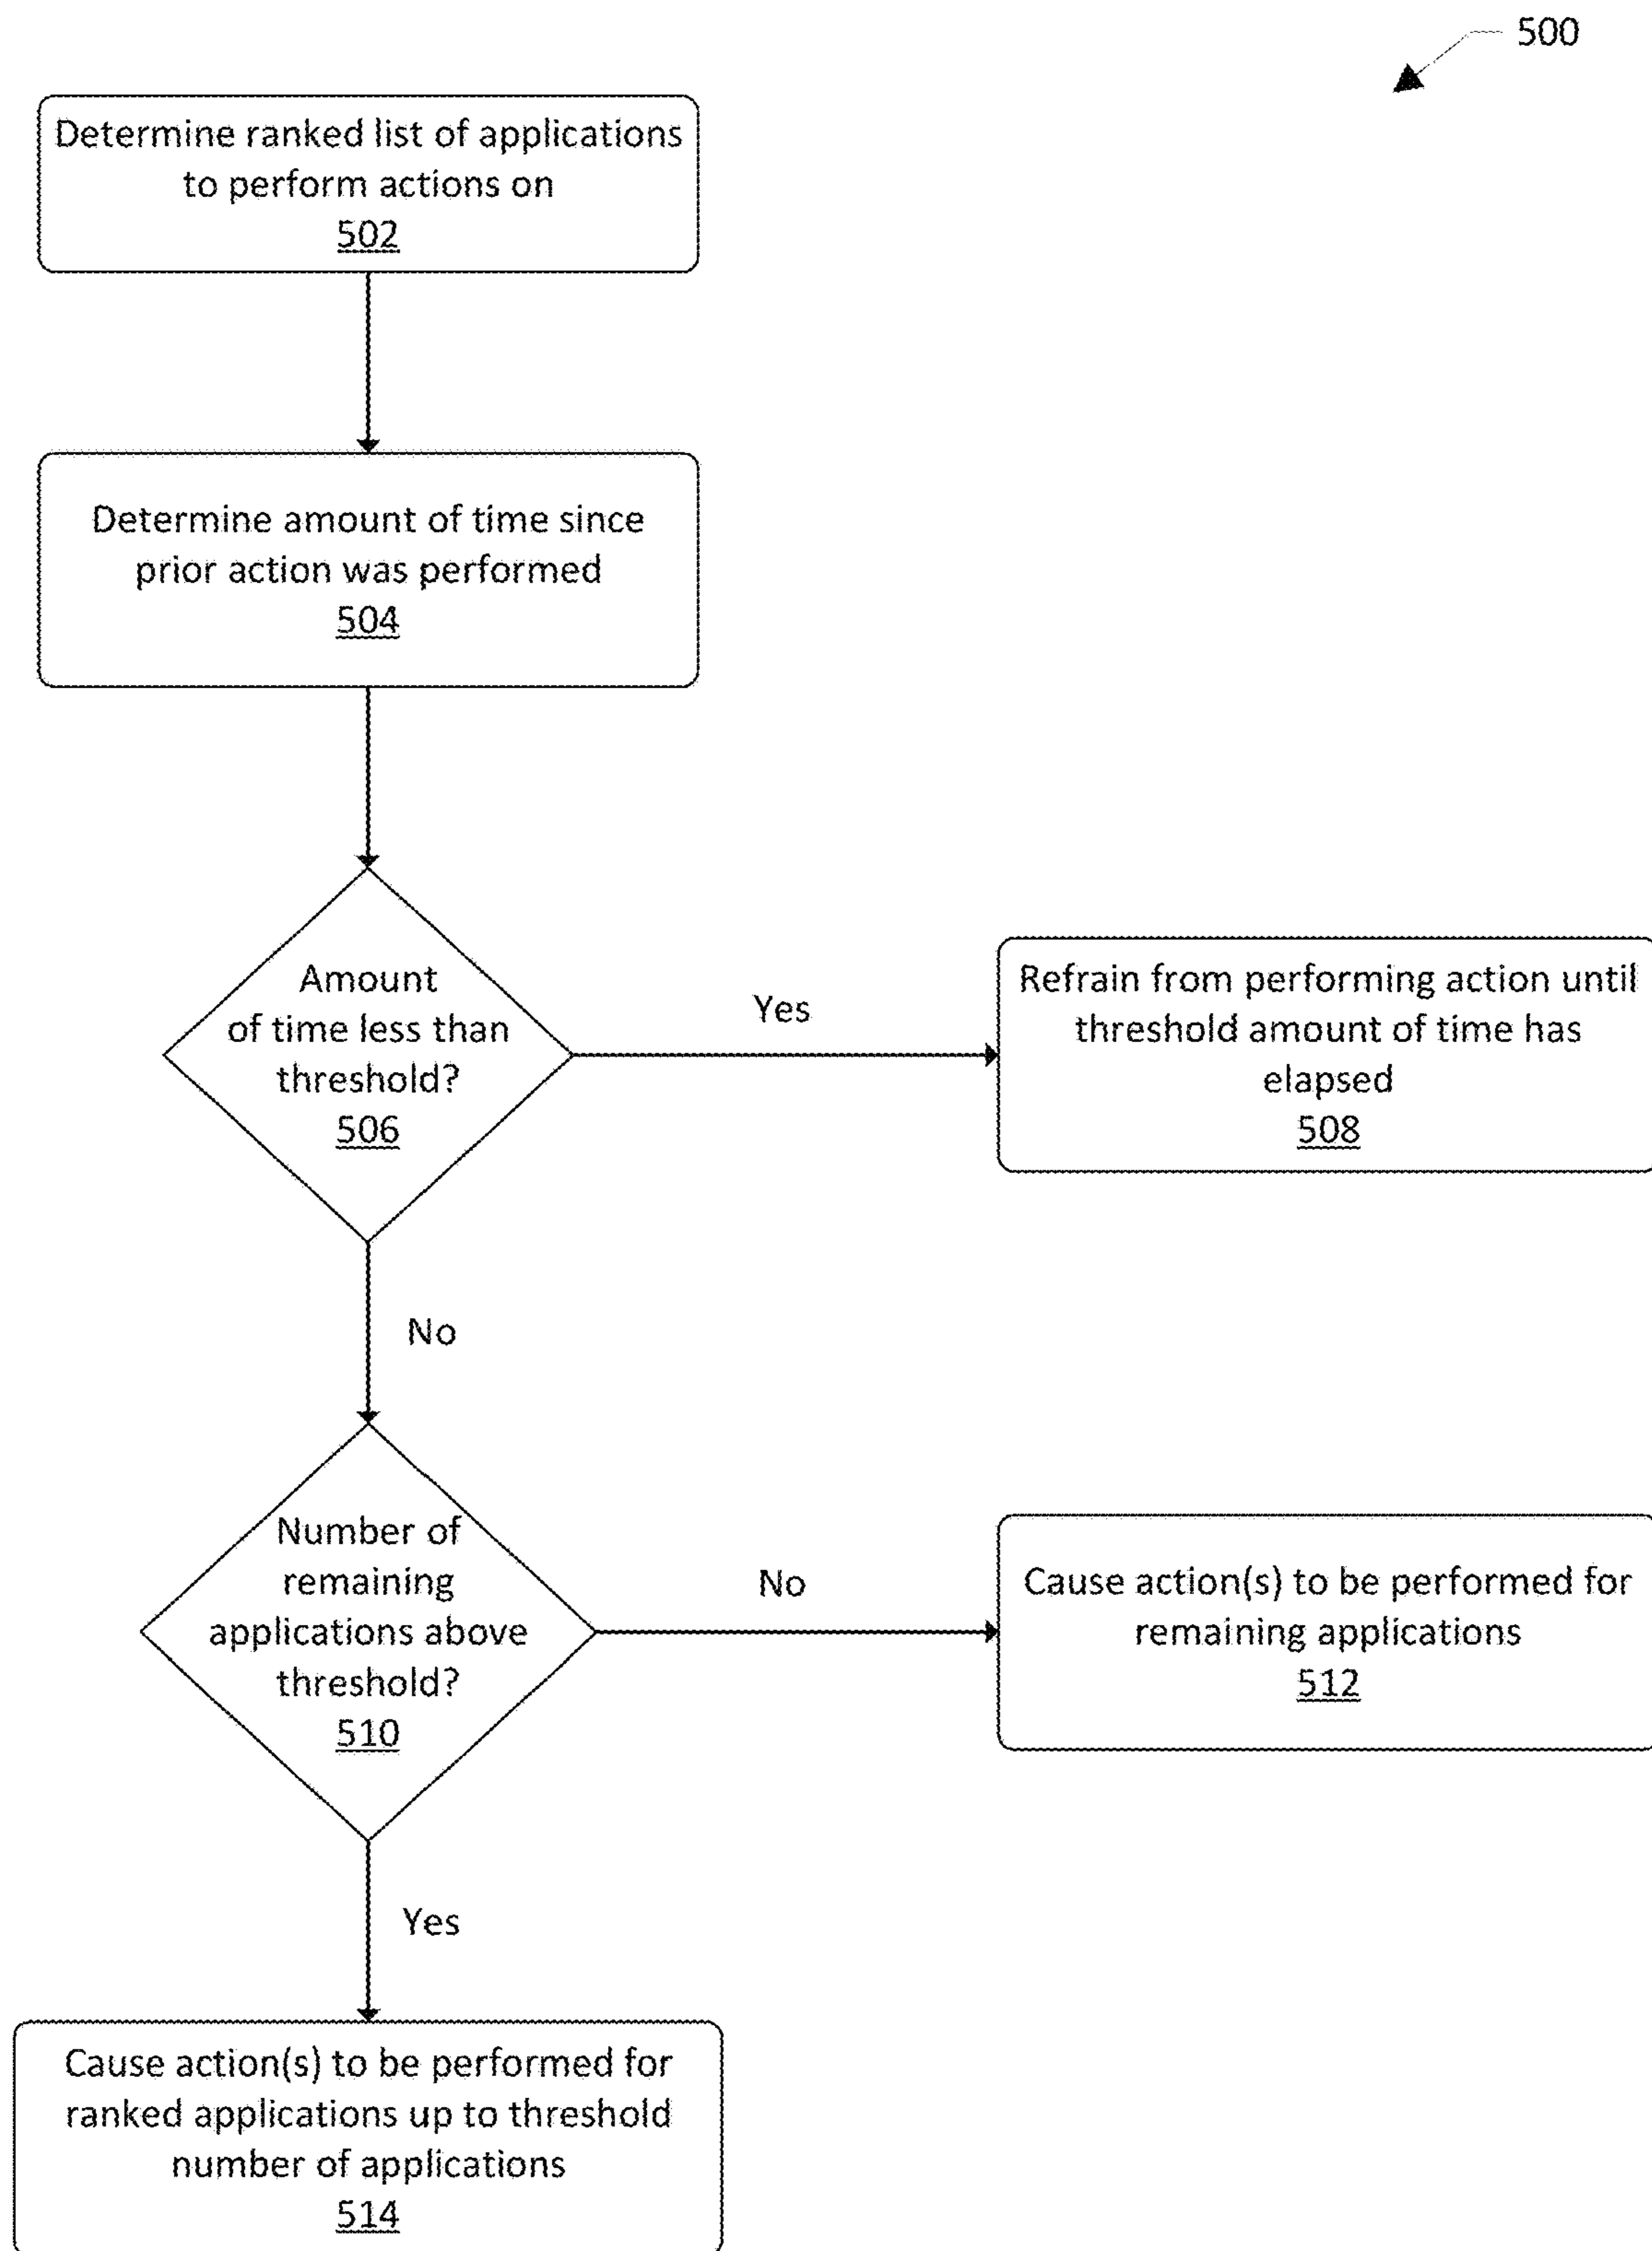 500
Determine ranked list of applications
to perform actions on
502
Determine amount of time since
prior action was performed
504
Amount
of time less than
threshold?
506
Yes
Refrain from performing action until
threshold amount of time has
elapsed
508
No
Number of
remaining
applications above
threshold?
510
No
Cause action(s) to be performed for
remaining applications
512
Yes
Cause action(s) to be performed for
ranked applications up to threshold
number of applications
514